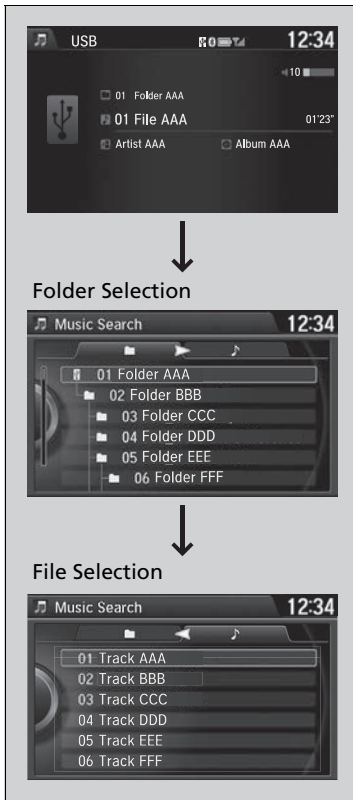 USB 12:34
10
01 Folder AAA
01 File AAA 01'23"
Artist AAA Album AAA
Folder Selection
Music Search 12:34
01 Folder AAA
02 Folder BBB
03 Folder CCC
04 Folder DDD
05 Folder EEE
06 Folder FFF
File Selection
Music Search 12:34
01 Track AAA
02 Track BBB
03 Track CCC
04 Track DDD
05 Track EEE
06 Track FFF